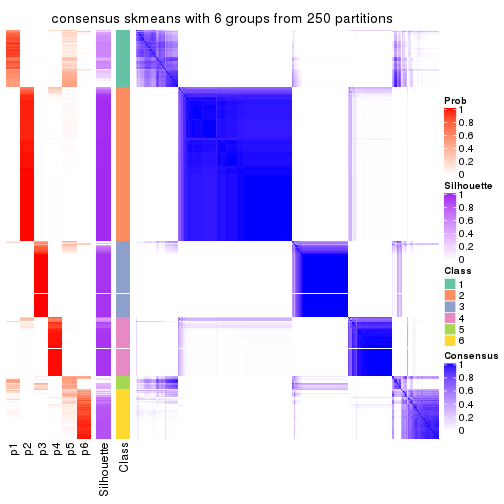 consensus skmeans with 6 groups from 250 partitions
Prob
1
0.8
0.6
0.4
0.2
0
Silhouette
1
0.8
0.6
0.4
0.2
0
Class
1
2
3
4
5
6
Consensus
1
0.8
0.6
0.4
0.2
0
p1
p2
p3
p4
p5
p6
Silhouette
Class